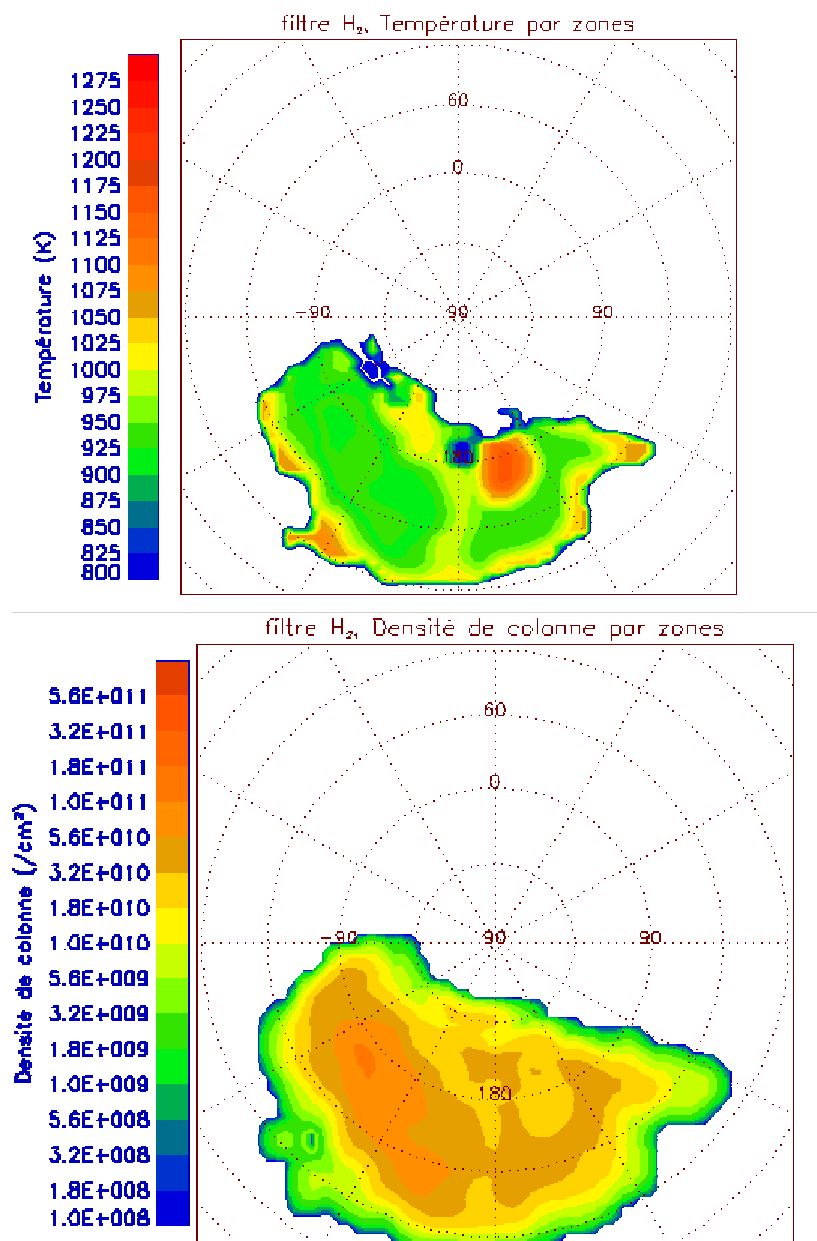 filtre H₂, Température par zones
Température (K)
1275
1250
1225
1200
1175
1150
1125
1100
1075
1050
1025
1000
975
950
925
900
875
850
825
800
60
0
-90
90
90
180
filtre H₂, Densité de colonne par zones
Densité de colonne (/cm²)
5.6E+011
3.2E+011
1.8E+011
1.0E+011
5.6E+010
3.2E+010
1.8E+010
1.0E+010
5.6E+009
3.2E+009
1.8E+009
1.0E+009
5.6E+008
3.2E+008
1.8E+008
1.0E+008
60
0
-90
90
90
180